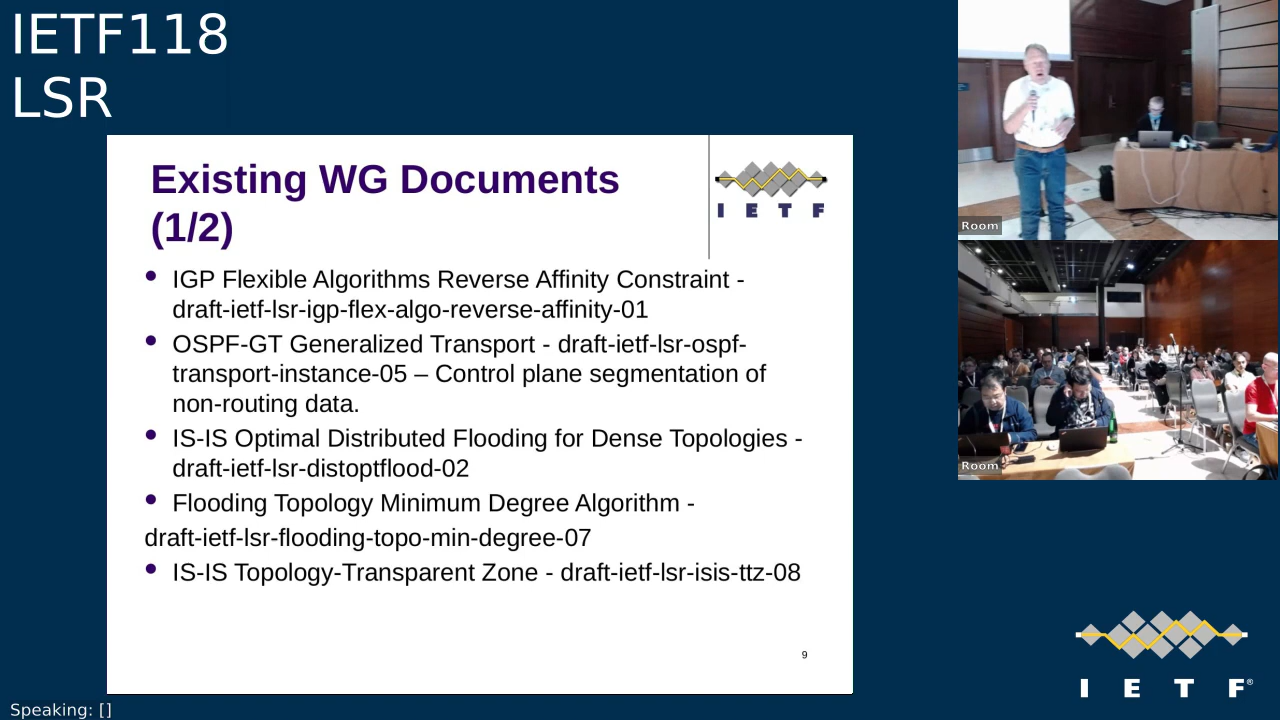 IETF118
LSR
Existing WG Documents
(1/2)
I E T F
• IGP Flexible Algorithms Reverse Affinity Constraint -
draft-ietf-lsr-igp-flex-algo-reverse-affinity-01
• OSPF-GT Generalized Transport - draft-ietf-lsr-ospf-
transport-instance-05 – Control plane segmentation of
non-routing data.
• IS-IS Optimal Distributed Flooding for Dense Topologies -
draft-ietf-lsr-distoptflood-02
• Flooding Topology Minimum Degree Algorithm -
draft-ietf-lsr-flooding-topo-min-degree-07
• IS-IS Topology-Transparent Zone - draft-ietf-lsr-isis-ttz-08
9
Room
Room
I E T F®
Speaking: []